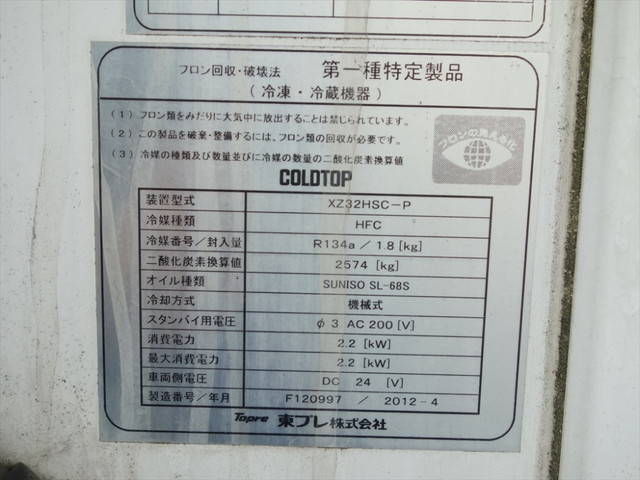 フロン回収・破壊法 第一種特定製品
(冷凍・冷蔵機器)
(1) フロン類をみだりに大気中に放出することは禁じられています。
(2) この製品を破棄・整備するには、フロン類の回収が必要です。
(3) 冷媒の種類及び数量並びに冷媒の数量の二酸化炭素換算値
フロンの見える化
COLDTOP
装置型式 XZ32HSC-P
冷媒種類 HFC
冷媒番号/封入量 R134a / 1.8 [kg]
二酸化炭素換算値 2574 [kg]
オイル種類 SUNISO SL-68S
冷却方式 機械式
スタンバイ用電圧 φ3 AC 200 [V]
消費電力 2.2 [kW]
最大消費電力 2.2 [kW]
車両側電圧 DC 24 [V]
製造番号/年月 F120997 / 2012-4
Topre 東プレ株式会社